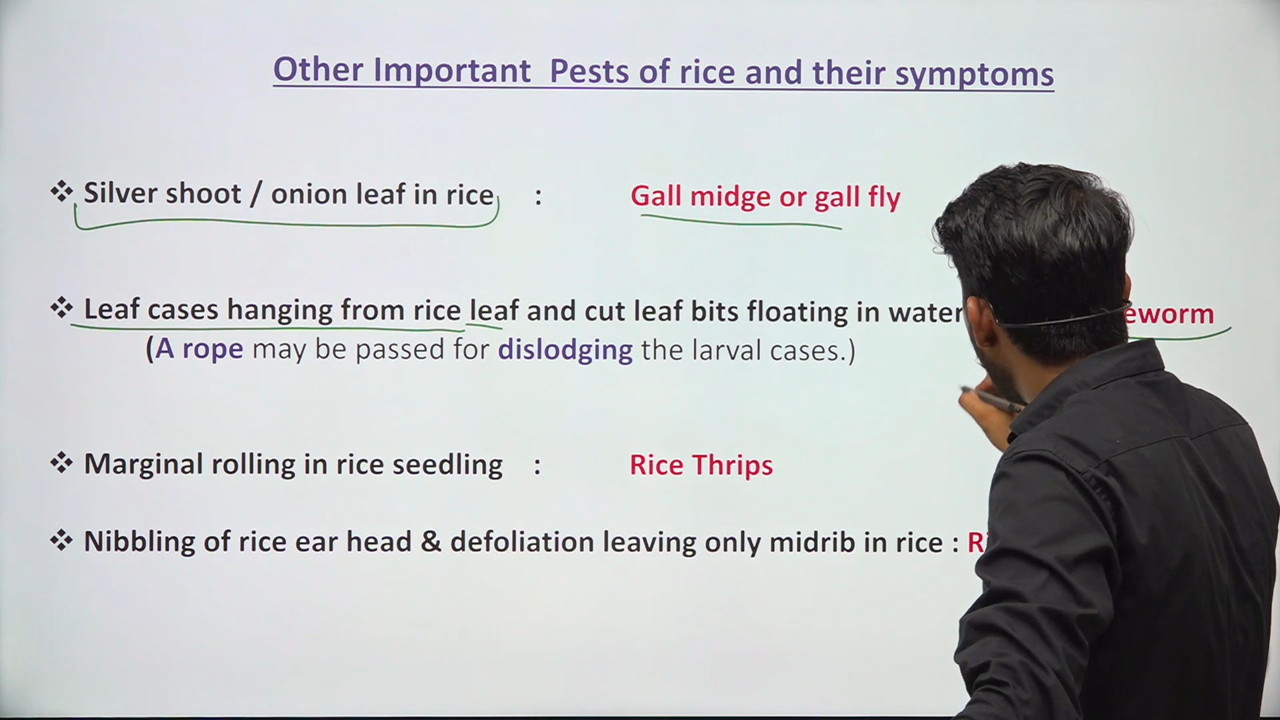 Other Important Pests of rice and their symptoms
❖ Silver shoot / onion leaf in rice : Gall midge or gall fly
❖ Leaf cases hanging from rice leaf and cut leaf bits floating in water
(A rope may be passed for dislodging the larval cases.)
❖ Marginal rolling in rice seedling : Rice Thrips
❖ Nibbling of rice ear head & defoliation leaving only midrib in rice :